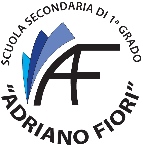 SCUOLA SECONDARIA DI 1° GRADO
AF
"ADRIANO FIORI"